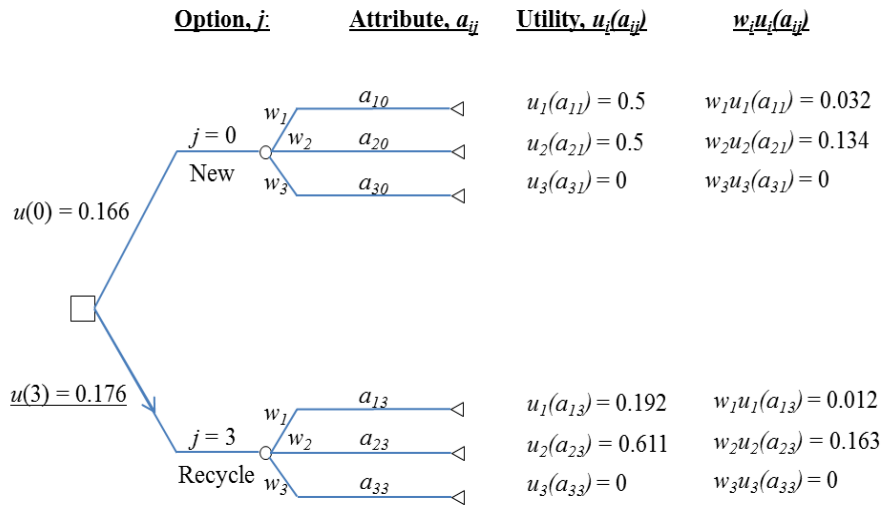 Option, j: Attribute, aij Utility, ui(aij) wiui(aij)
w1 a10 u1(a11) = 0.5 w1u1(a11) = 0.032
j = 0 w2 a20 u2(a21) = 0.5 w2u2(a21) = 0.134
New w3 a30 u3(a31) = 0 w3u3(a31) = 0
u(0) = 0.166
u(3) = 0.176
w1 a13 u1(a13) = 0.192 w1u1(a13) = 0.012
j = 3 w2 a23 u2(a23) = 0.611 w2u2(a23) = 0.163
Recycle w3 a33 u3(a33) = 0 w3u3(a33) = 0